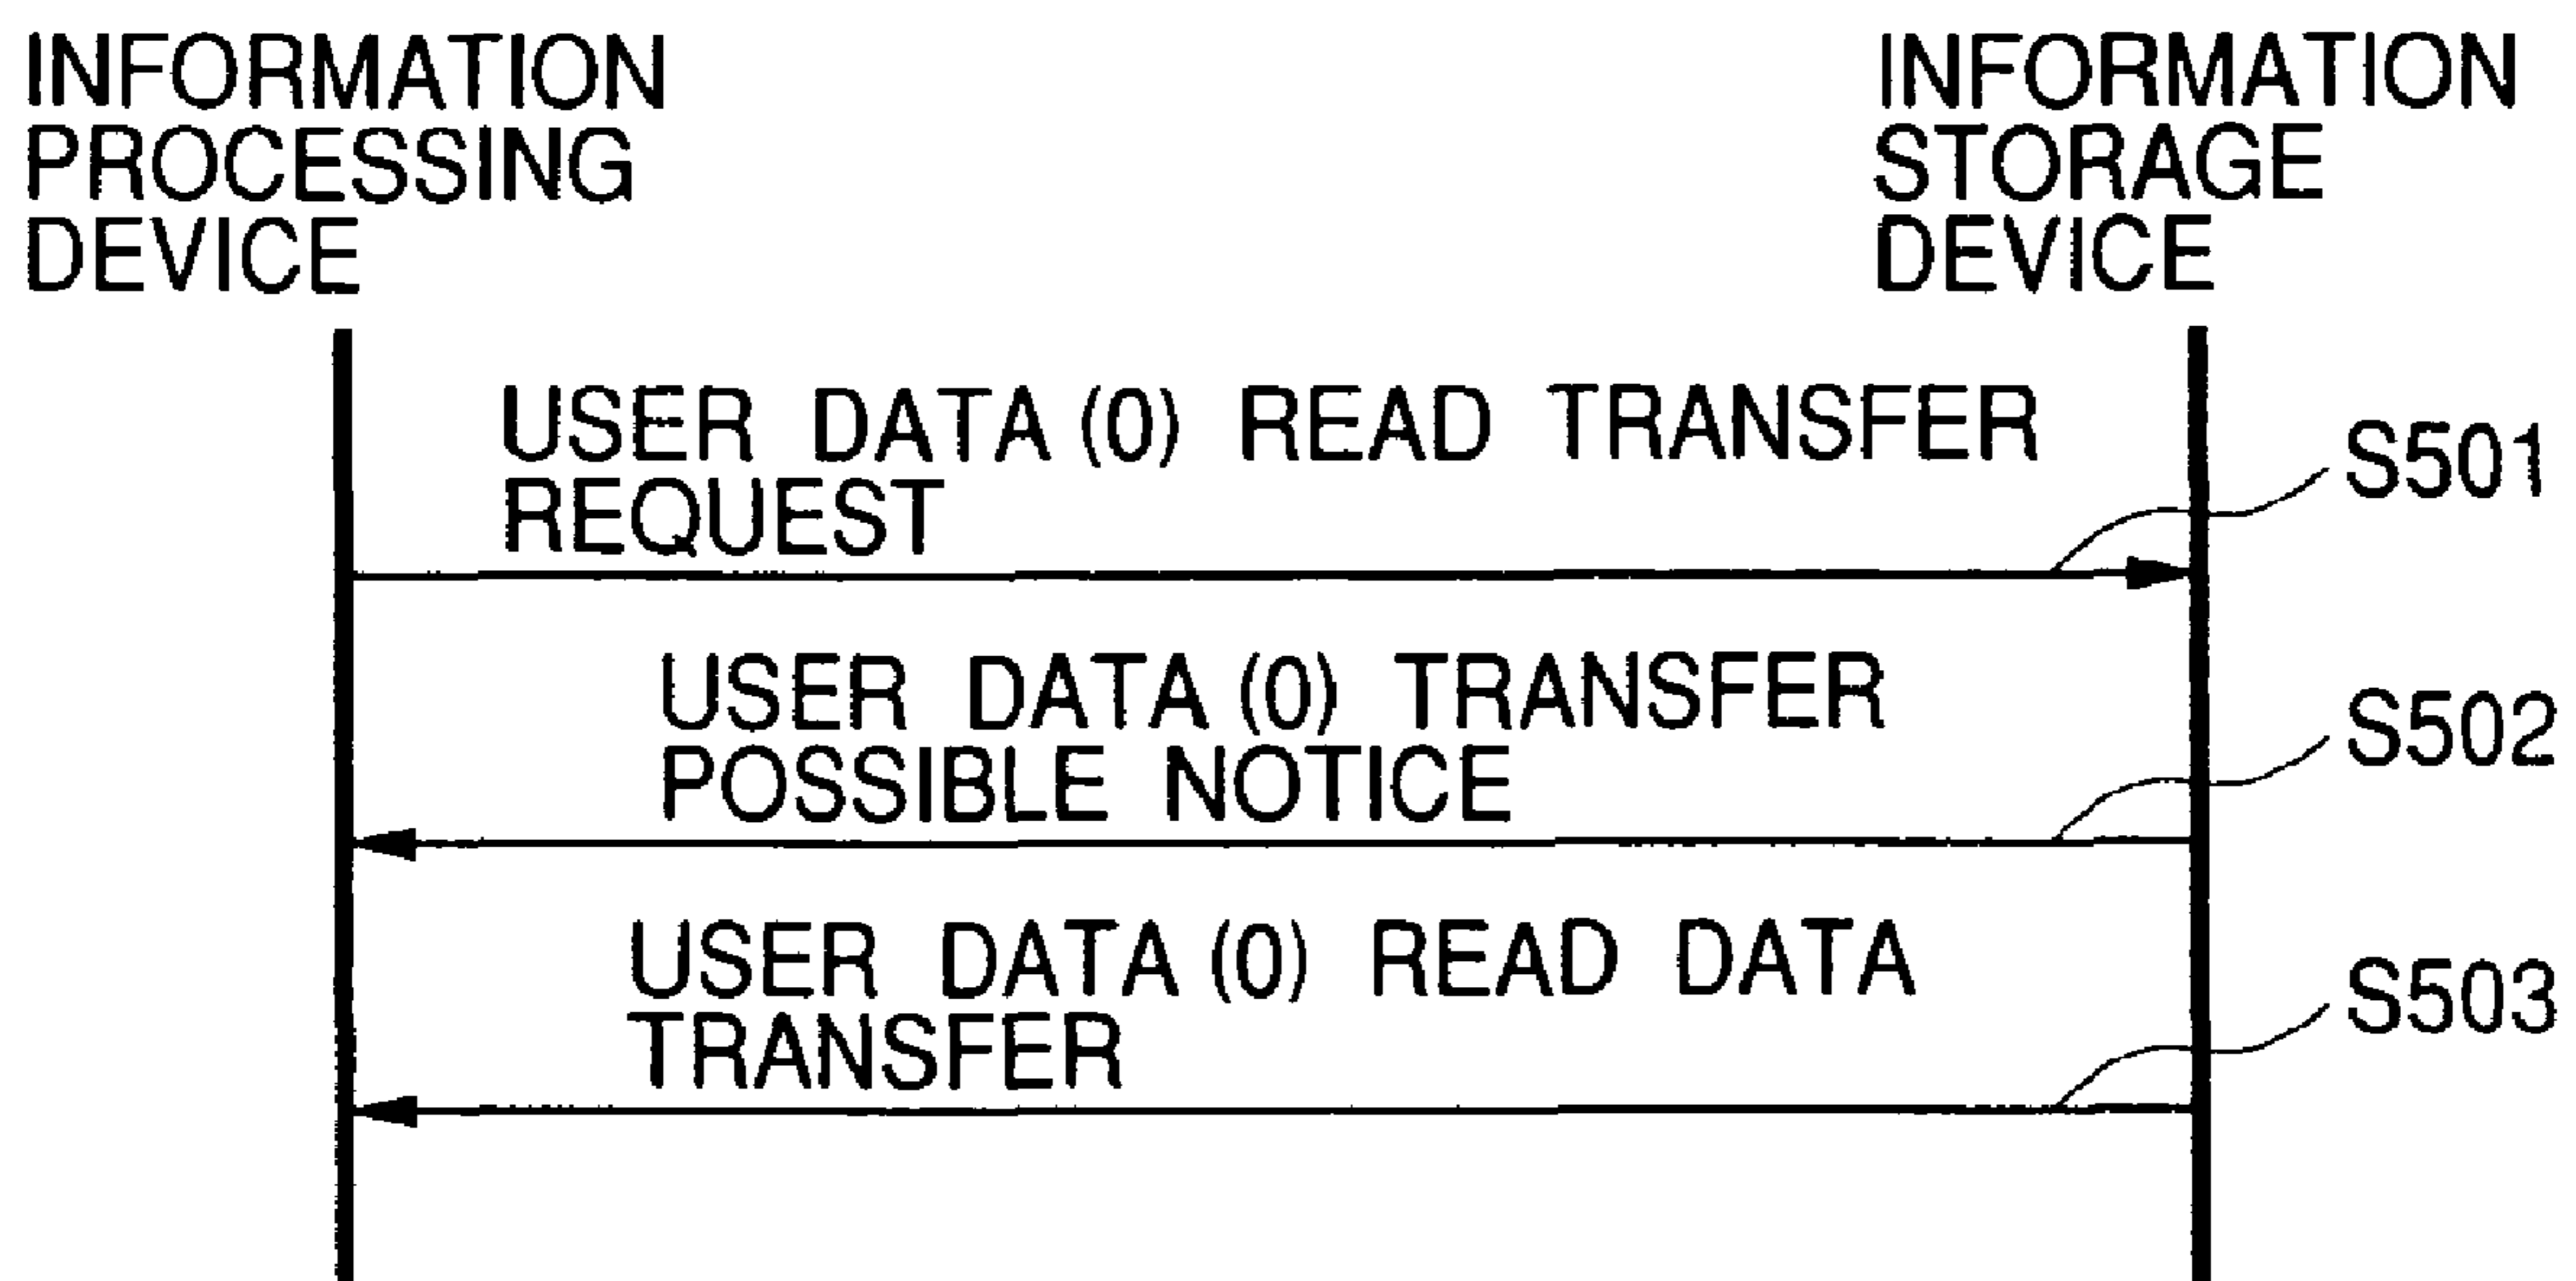 INFORMATION
PROCESSING
DEVICE
INFORMATION
STORAGE
DEVICE
USER DATA (0) READ TRANSFER
REQUEST
S501
USER DATA (0) TRANSFER
POSSIBLE NOTICE
S502
USER DATA (0) READ DATA
TRANSFER
S503